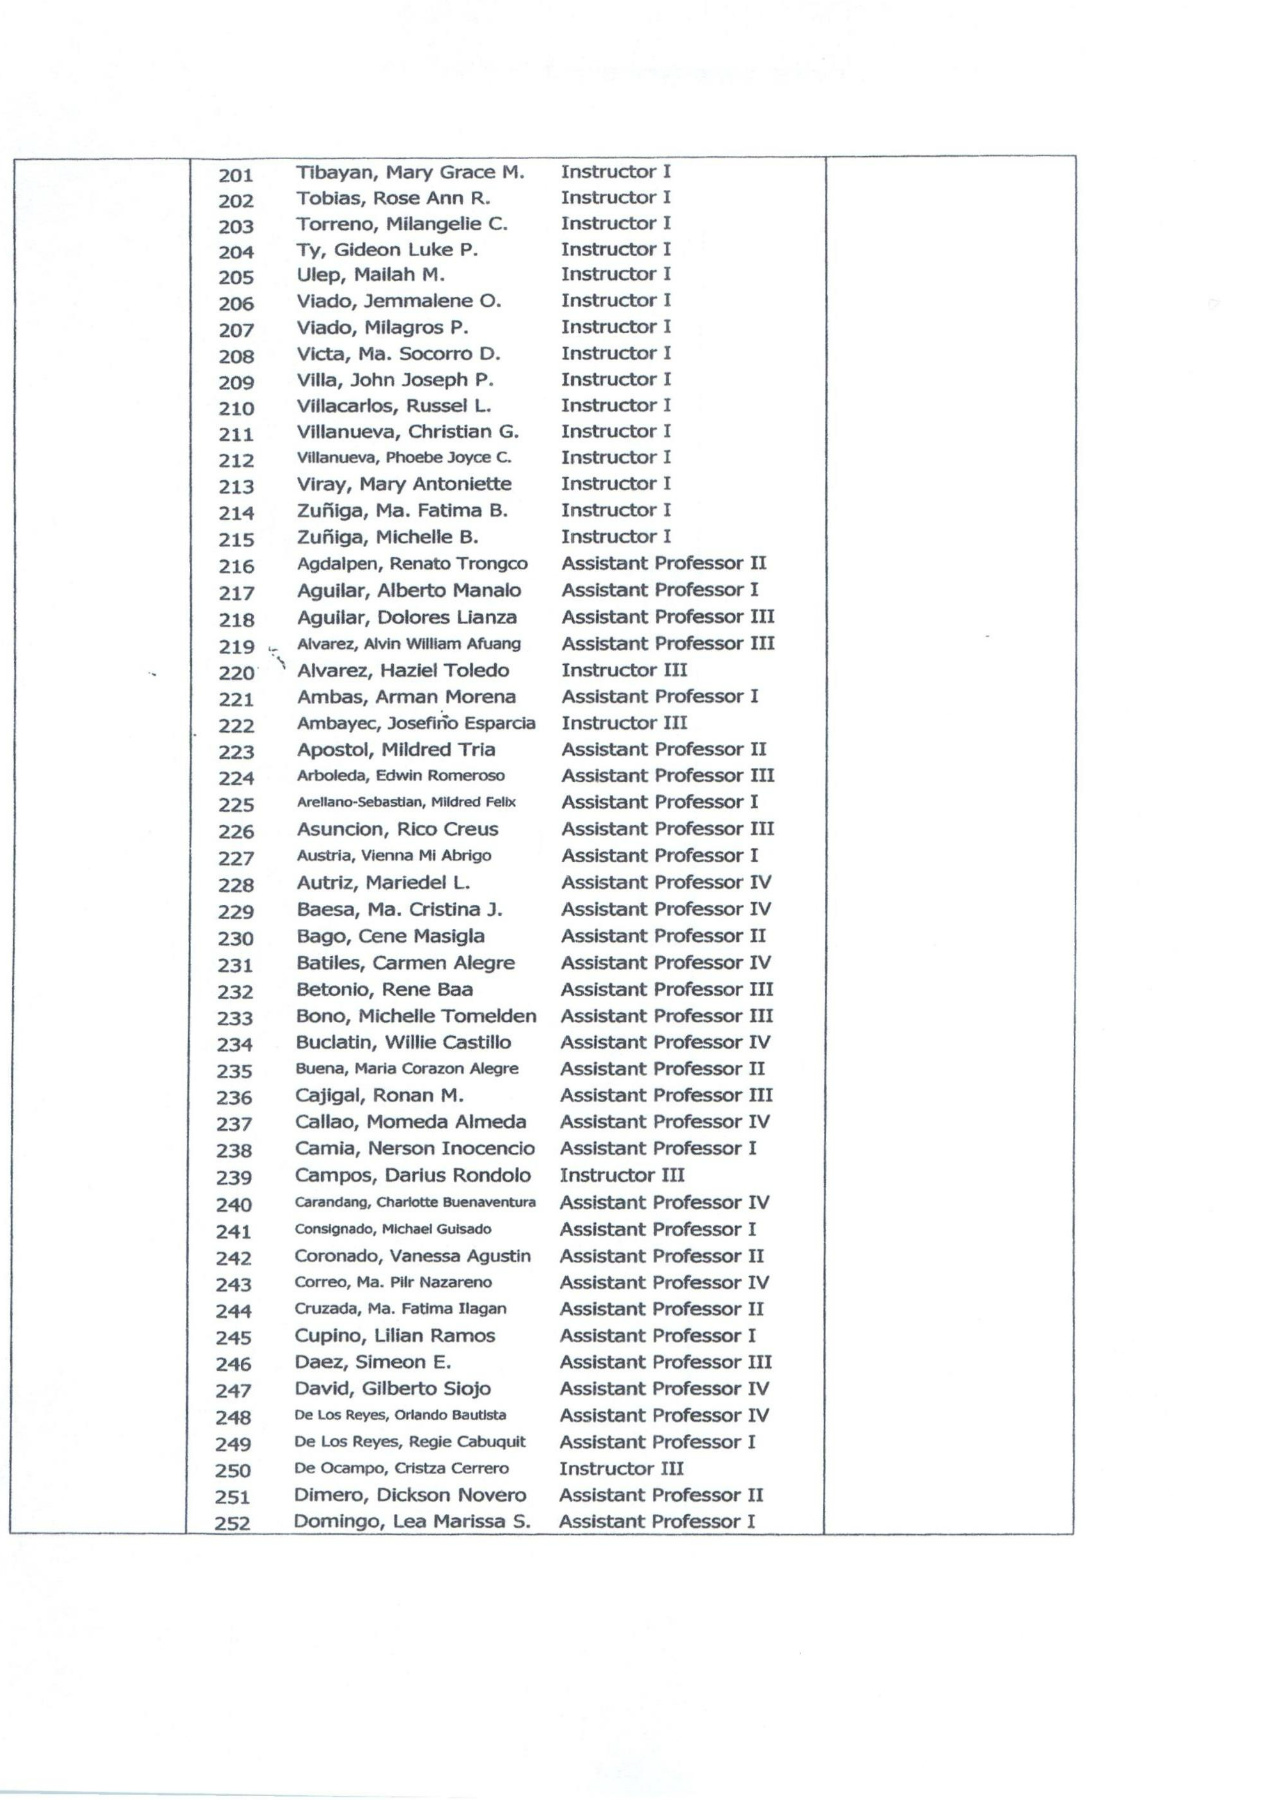 201 Tibayan, Mary Grace M. Instructor I
202 Tobias, Rose Ann R. Instructor I
203 Torreno, Milangelie C. Instructor I
204 Ty, Gideon Luke P. Instructor I
205 Ulep, Mailah M. Instructor I
206 Viado, Jemmalene O. Instructor I
207 Viado, Milagros P. Instructor I
208 Victa, Ma. Socorro D. Instructor I
209 Villa, John Joseph P. Instructor I
210 Villacarlos, Russel L. Instructor I
211 Villanueva, Christian G. Instructor I
212 Villanueva, Phoebe Joyce C. Instructor I
213 Viray, Mary Antoniette Instructor I
214 Zuñiga, Ma. Fatima B. Instructor I
215 Zuñiga, Michelle B. Instructor I
216 Agdalpen, Renato Trongco Assistant Professor II
217 Aguilar, Alberto Manalo Assistant Professor I
218 Aguilar, Dolores Lianza Assistant Professor III
219 Alvarez, Alvin William Afuang Assistant Professor III
220 Alvarez, Haziel Toledo Instructor III
221 Ambas, Arman Morena Assistant Professor I
222 Ambayec, Josefino Esparcia Instructor III
223 Apostol, Mildred Tria Assistant Professor II
224 Arboleda, Edwin Romeroso Assistant Professor III
225 Arellano-Sebastian, Mildred Felix Assistant Professor I
226 Asuncion, Rico Creus Assistant Professor III
227 Austria, Vienna Mi Abrigo Assistant Professor I
228 Autriz, Mariedel L. Assistant Professor IV
229 Baesa, Ma. Cristina J. Assistant Professor IV
230 Bago, Cene Masigla Assistant Professor II
231 Batiles, Carmen Alegre Assistant Professor IV
232 Betonio, Rene Baa Assistant Professor III
233 Bono, Michelle Tomelden Assistant Professor III
234 Buclatin, Willie Castillo Assistant Professor IV
235 Buena, Maria Corazon Alegre Assistant Professor II
236 Cajigal, Ronan M. Assistant Professor III
237 Callao, Momeda Almeda Assistant Professor IV
238 Camia, Nerson Inocencio Assistant Professor I
239 Campos, Darius Rondolo Instructor III
240 Carandang, Charlotte Buenaventura Assistant Professor IV
241 Consignado, Michael Guisado Assistant Professor I
242 Coronado, Vanessa Agustin Assistant Professor II
243 Correo, Ma. Pilr Nazareno Assistant Professor IV
244 Cruzada, Ma. Fatima Ilagan Assistant Professor II
245 Cupino, Lilian Ramos Assistant Professor I
246 Daez, Simeon E. Assistant Professor III
247 David, Gilberto Siojo Assistant Professor IV
248 De Los Reyes, Orlando Bautista Assistant Professor IV
249 De Los Reyes, Regie Cabuquit Assistant Professor I
250 De Ocampo, Cristza Cerrero Instructor III
251 Dimero, Dickson Novero Assistant Professor II
252 Domingo, Lea Marissa S. Assistant Professor I